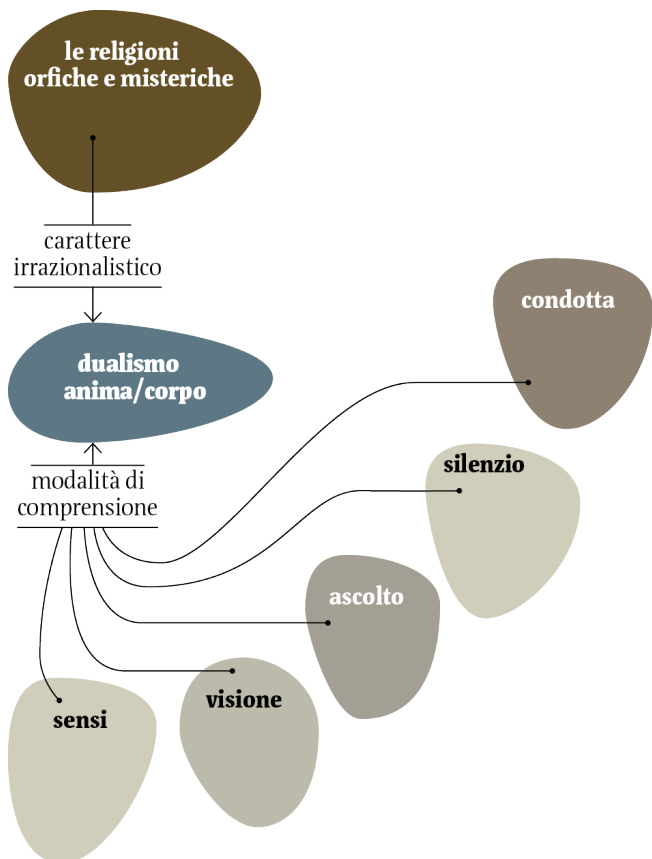 le religioni
orfiche e misteriche
carattere
irrazionalistico
dualismo
anima/corpo
modalità di
comprensione
condotta
silenzio
ascolto
visione
sensi